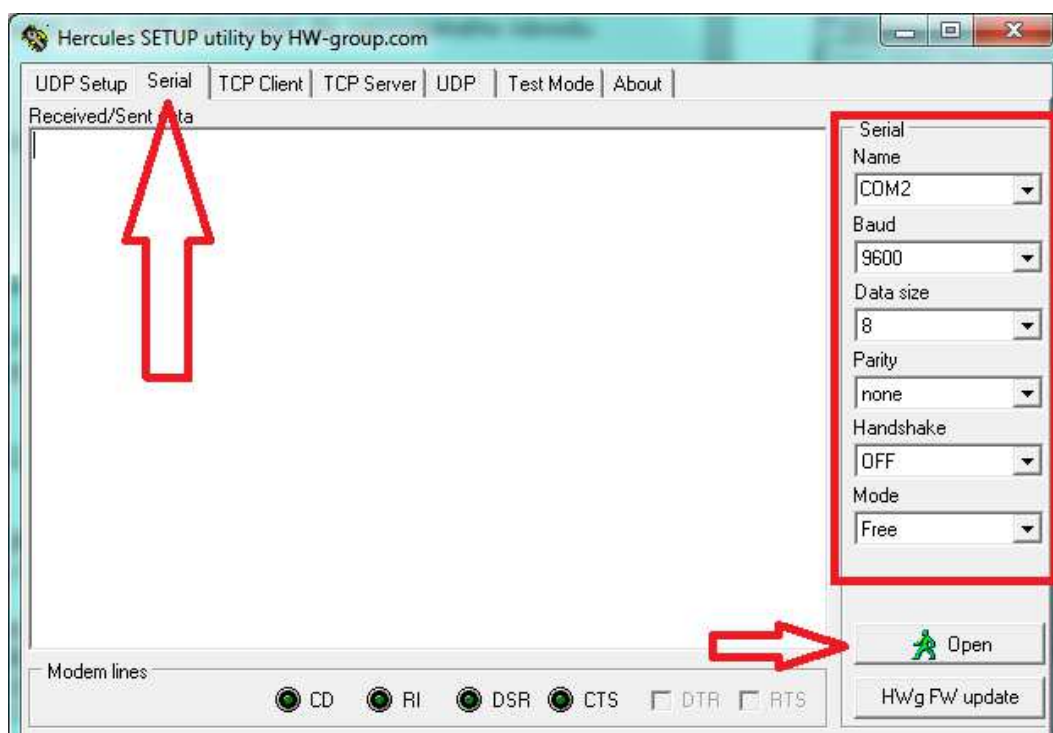 Hercules SETUP utility by HW-group.com
UDP Setup Serial TCP Client TCP Server UDP Test Mode About
Received/Sent data
Serial
Name
COM2
Baud
9600
Data size
8
Parity
none
Handshake
OFF
Mode
Free
Open
Modem lines
CD RI DSR CTS DTR RTS
HWg FW update